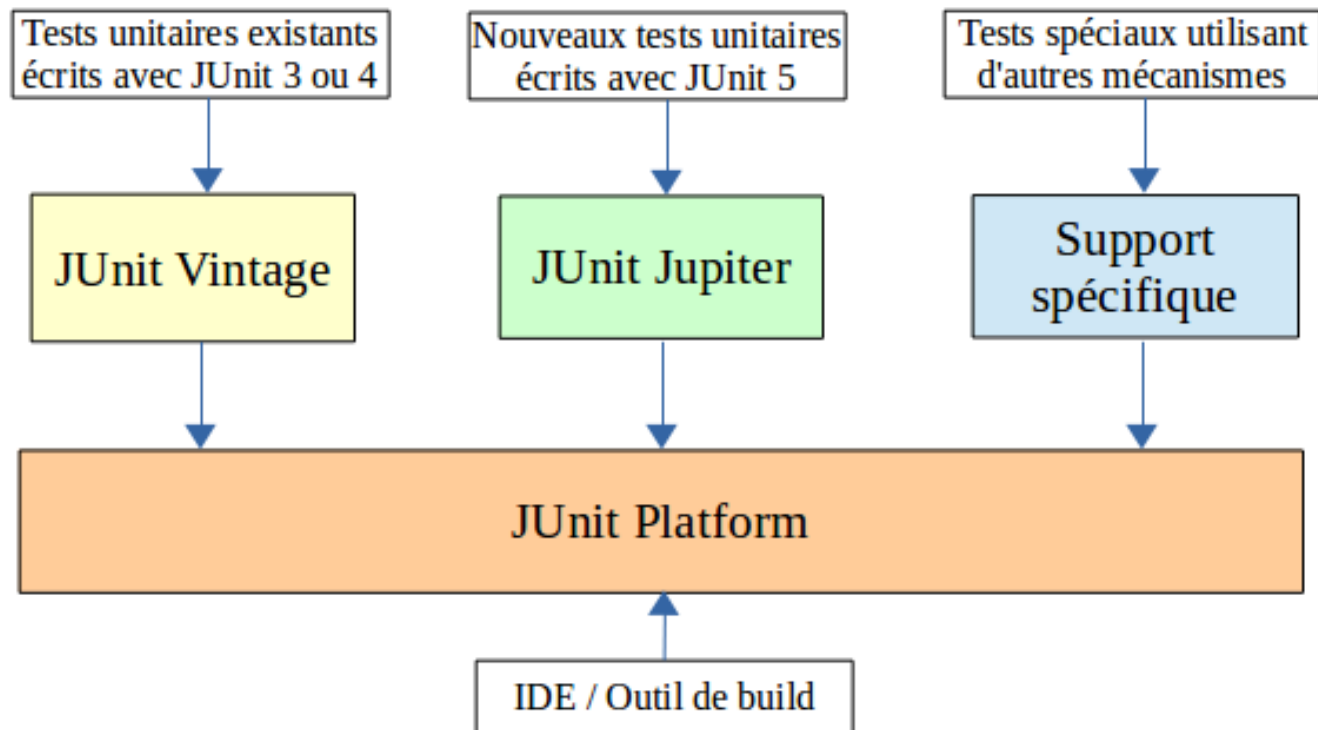 Tests unitaires existants
écrits avec JUnit 3 ou 4
Nouveaux tests unitaires
écrits avec JUnit 5
Tests spéciaux utilisant
d'autres mécanismes
JUnit Vintage
JUnit Jupiter
Support
spécifique
JUnit Platform
IDE / Outil de build